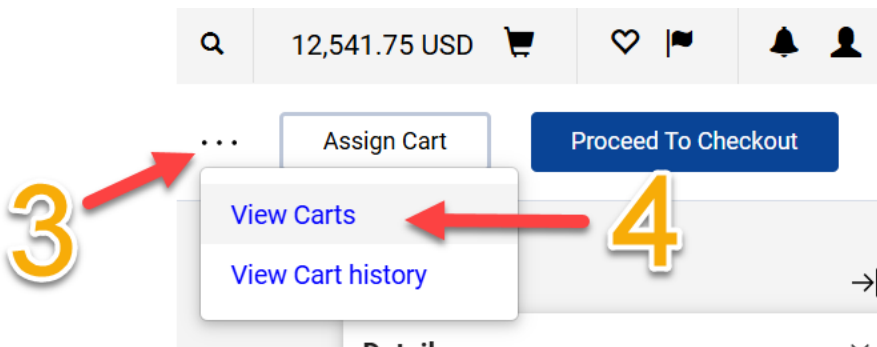 12,541.75 USD
... Assign Cart Proceed To Checkout
3
View Carts
4
View Cart history